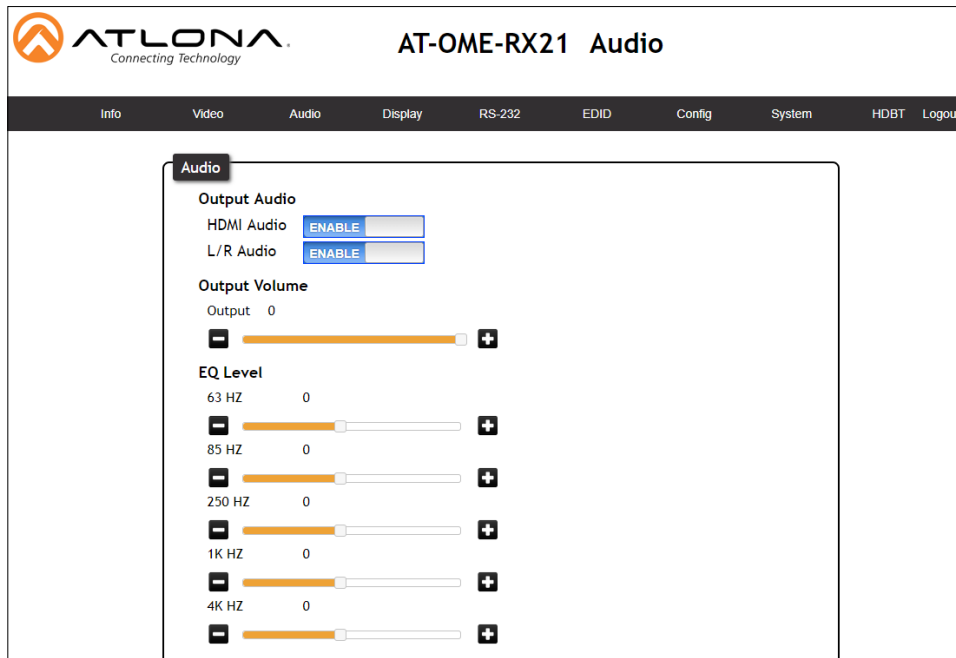 ATLONA.
Connecting Technology
AT-OME-RX21 Audio
Info Video Audio Display RS-232 EDID Config System HDBT Logou
Audio
Output Audio
HDMI Audio ENABLE
L/R Audio ENABLE
Output Volume
Output 0
EQ Level
63 HZ 0
85 HZ 0
250 HZ 0
1K HZ 0
4K HZ 0